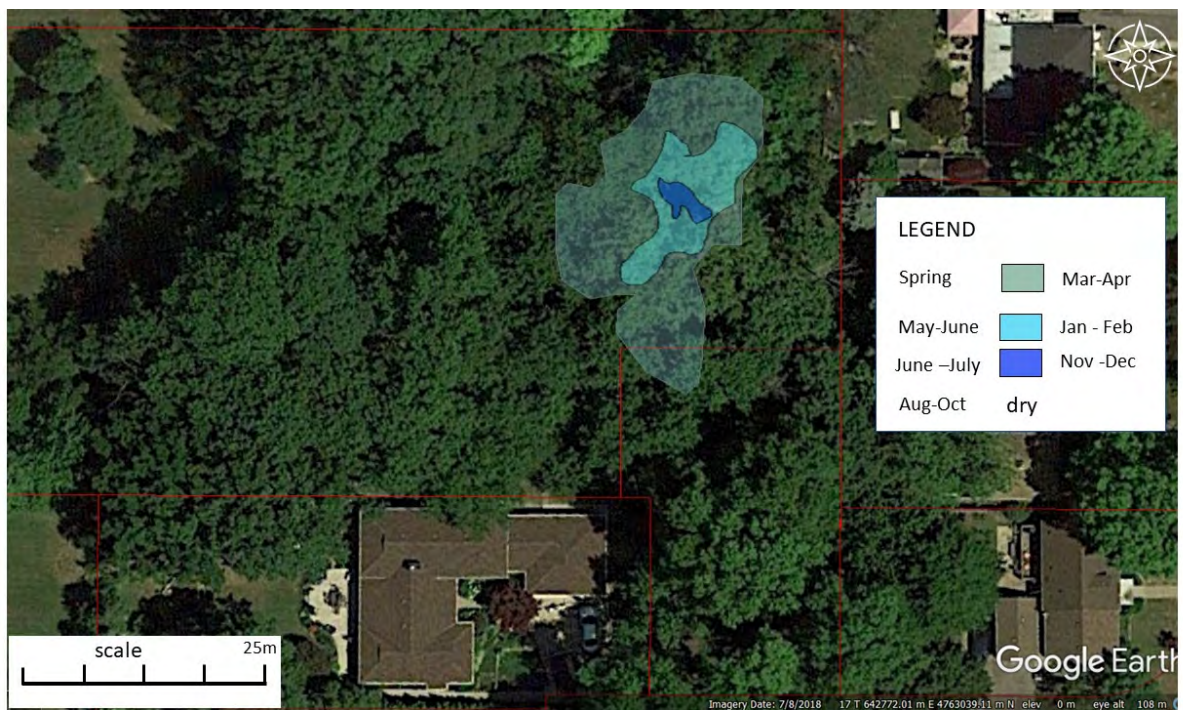 LEGEND
Spring Mar-Apr
May-June Jan - Feb
June –July Nov -Dec
Aug-Oct dry
scale 25m
Google Earth
Imagery Date: 7/8/2018 17 T 642772.01 m E 4763039.11 m N elev 0 m eye alt 108 m